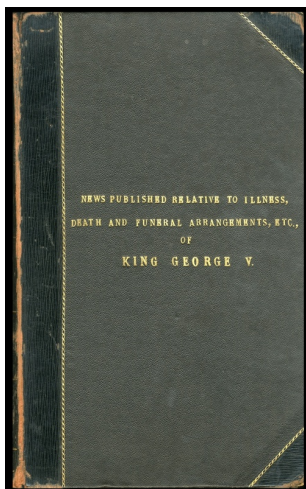 NEWS PUBLISHED RELATIVE TO ILLNESS,
DEATH AND FUNERAL ARRANGEMENTS, ETC.,
OF
KING GEORGE V.